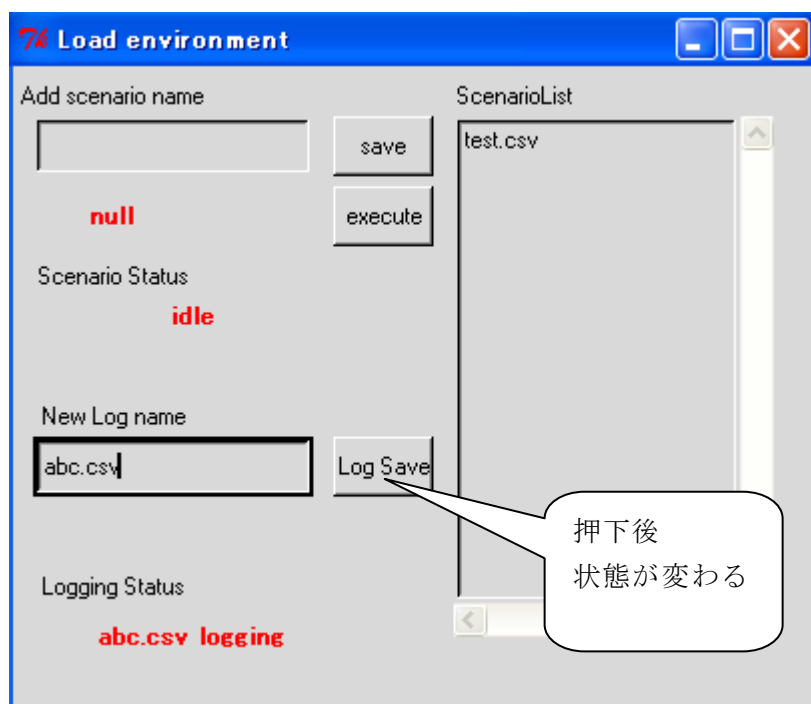 Load environment
Add scenario name
ScenarioList
save
test.csv
null
execute
Scenario Status
idle
New Log name
abc.csv
Log Save
押下後
状態が変わる
Logging Status
abc.csv logging